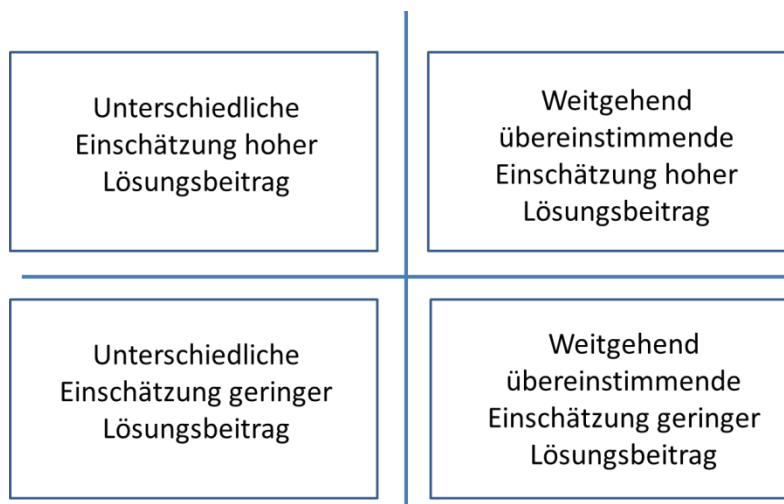 Unterschiedliche
Einschätzung hoher
Lösungsbeitrag
Weitgehend
übereinstimmende
Einschätzung hoher
Lösungsbeitrag
Unterschiedliche
Einschätzung geringer
Lösungsbeitrag
Weitgehend
übereinstimmende
Einschätzung geringer
Lösungsbeitrag